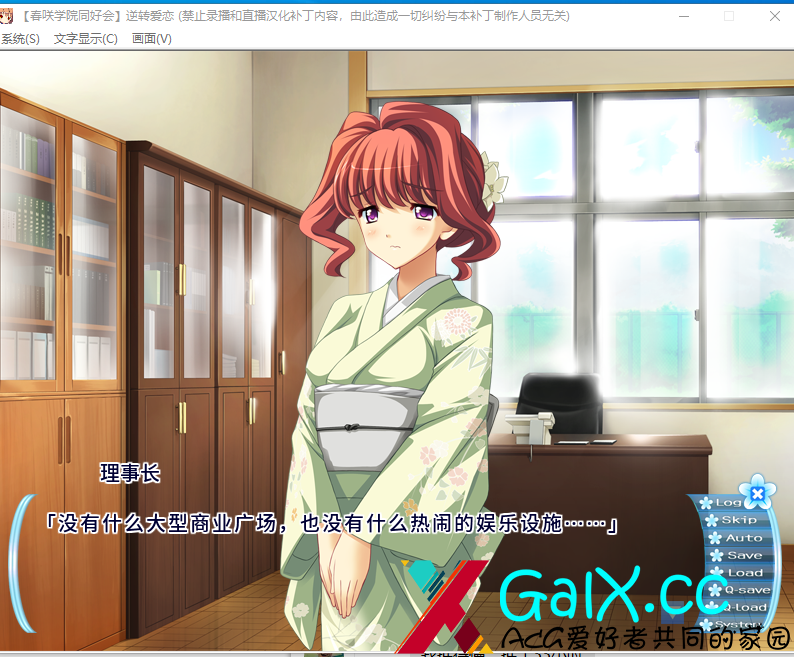 【春咲学院同好会】逆转爱恋 (禁止录播和直播汉化补丁内容，由此造成一切纠纷与本补丁制作人员无关)
系统(S) 文字显示(C) 画面(V)
理事长
「没有什么大型商业广场，也没有什么热闹的娱乐设施……」
Log
Skip
Auto
Save
Load
Q-save
Q-load
System
GalX.cc
ACG爱好者共同的家园